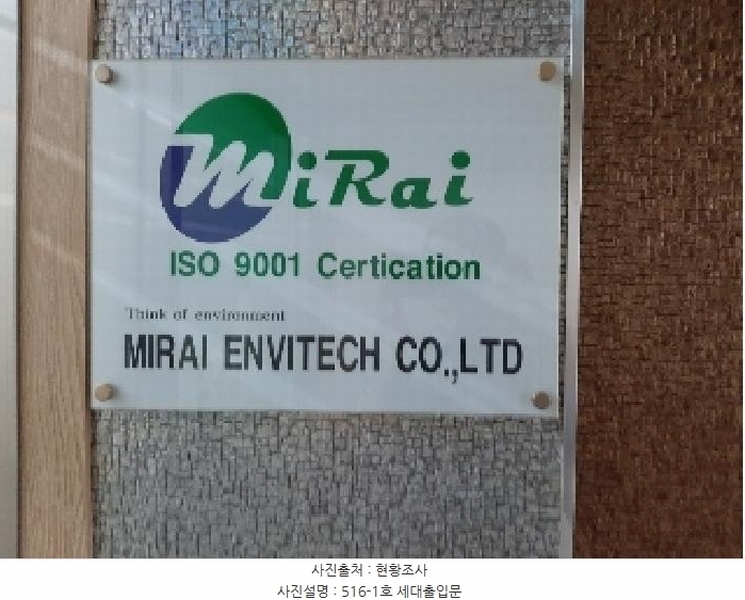 miRai
ISO 9001 Certication
Think of environment
MIRAI ENVITECH CO.,LTD
사진출처 : 현황조사
사진설명 : 516-1호 세대출입문